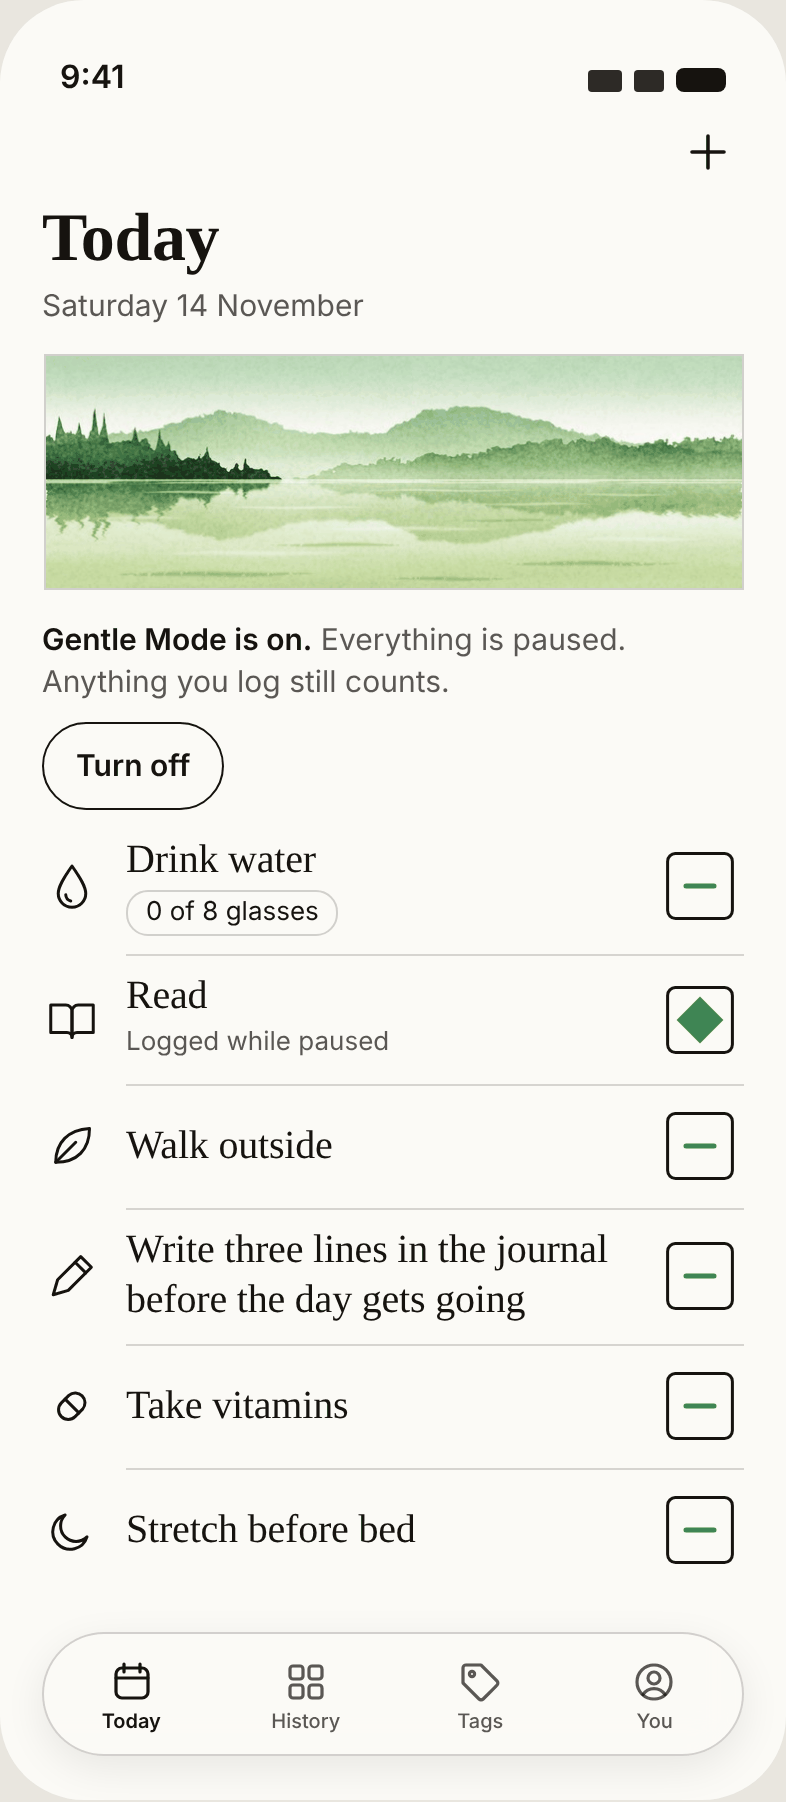 9:41
Today
Saturday 14 November
Gentle Mode is on. Everything is paused.
Anything you log still counts.
Turn off
Drink water
0 of 8 glasses
Read
Logged while paused
Walk outside
Write three lines in the journal
before the day gets going
Take vitamins
Stretch before bed
Today
History
Tags
You